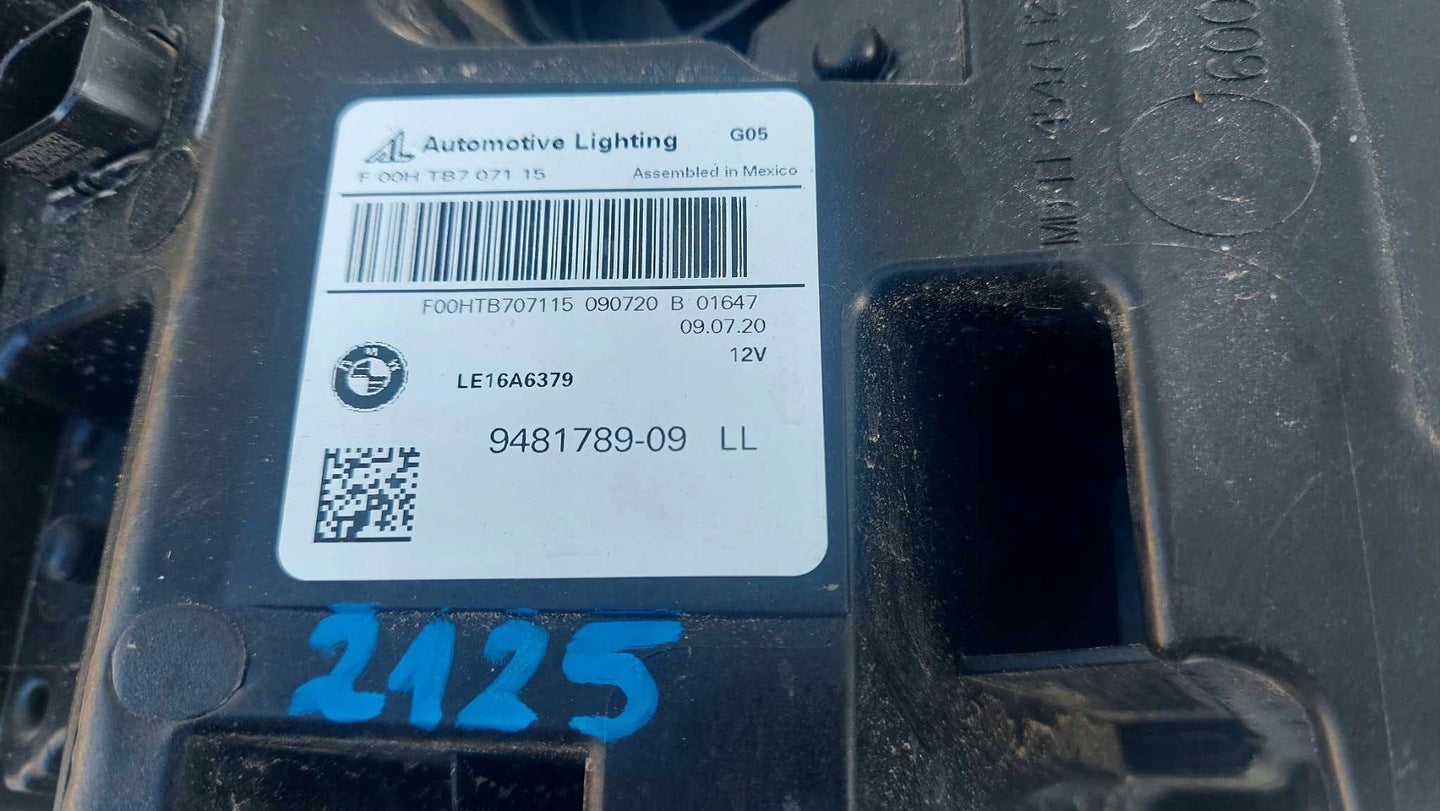 Automotive Lighting G05
F 00H TB7 071 15 Assembled in Mexico
F00HTB707115 090720 B 01647
09.07.20
12V
BMW
LE16A6379
9481789-09 LL
2125